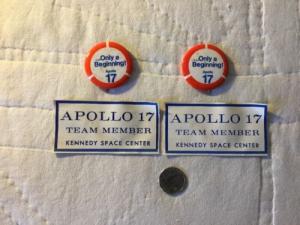 ...Only a
Beginning!
Apollo
17
...Only a
Beginning!
Apollo
17
APOLLO 17
TEAM MEMBER
KENNEDY SPACE CENTER
APOLLO 17
TEAM MEMBER
KENNEDY SPACE CENTER